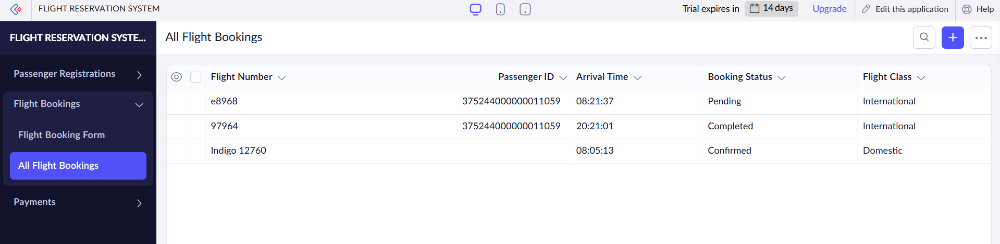 FLIGHT RESERVATION SYSTEM
Trial expires in 14 days Upgrade Edit this application Help
FLIGHT RESERVATION SYSTE...
All Flight Bookings
Passenger Registrations
Flight Bookings
Flight Booking Form
All Flight Bookings
Payments
Flight Number Passenger ID Arrival Time Booking Status Flight Class
e8968 375244000000011059 08:21:37 Pending International
97964 375244000000011059 20:21:01 Completed International
Indigo 12760 08:05:13 Confirmed Domestic